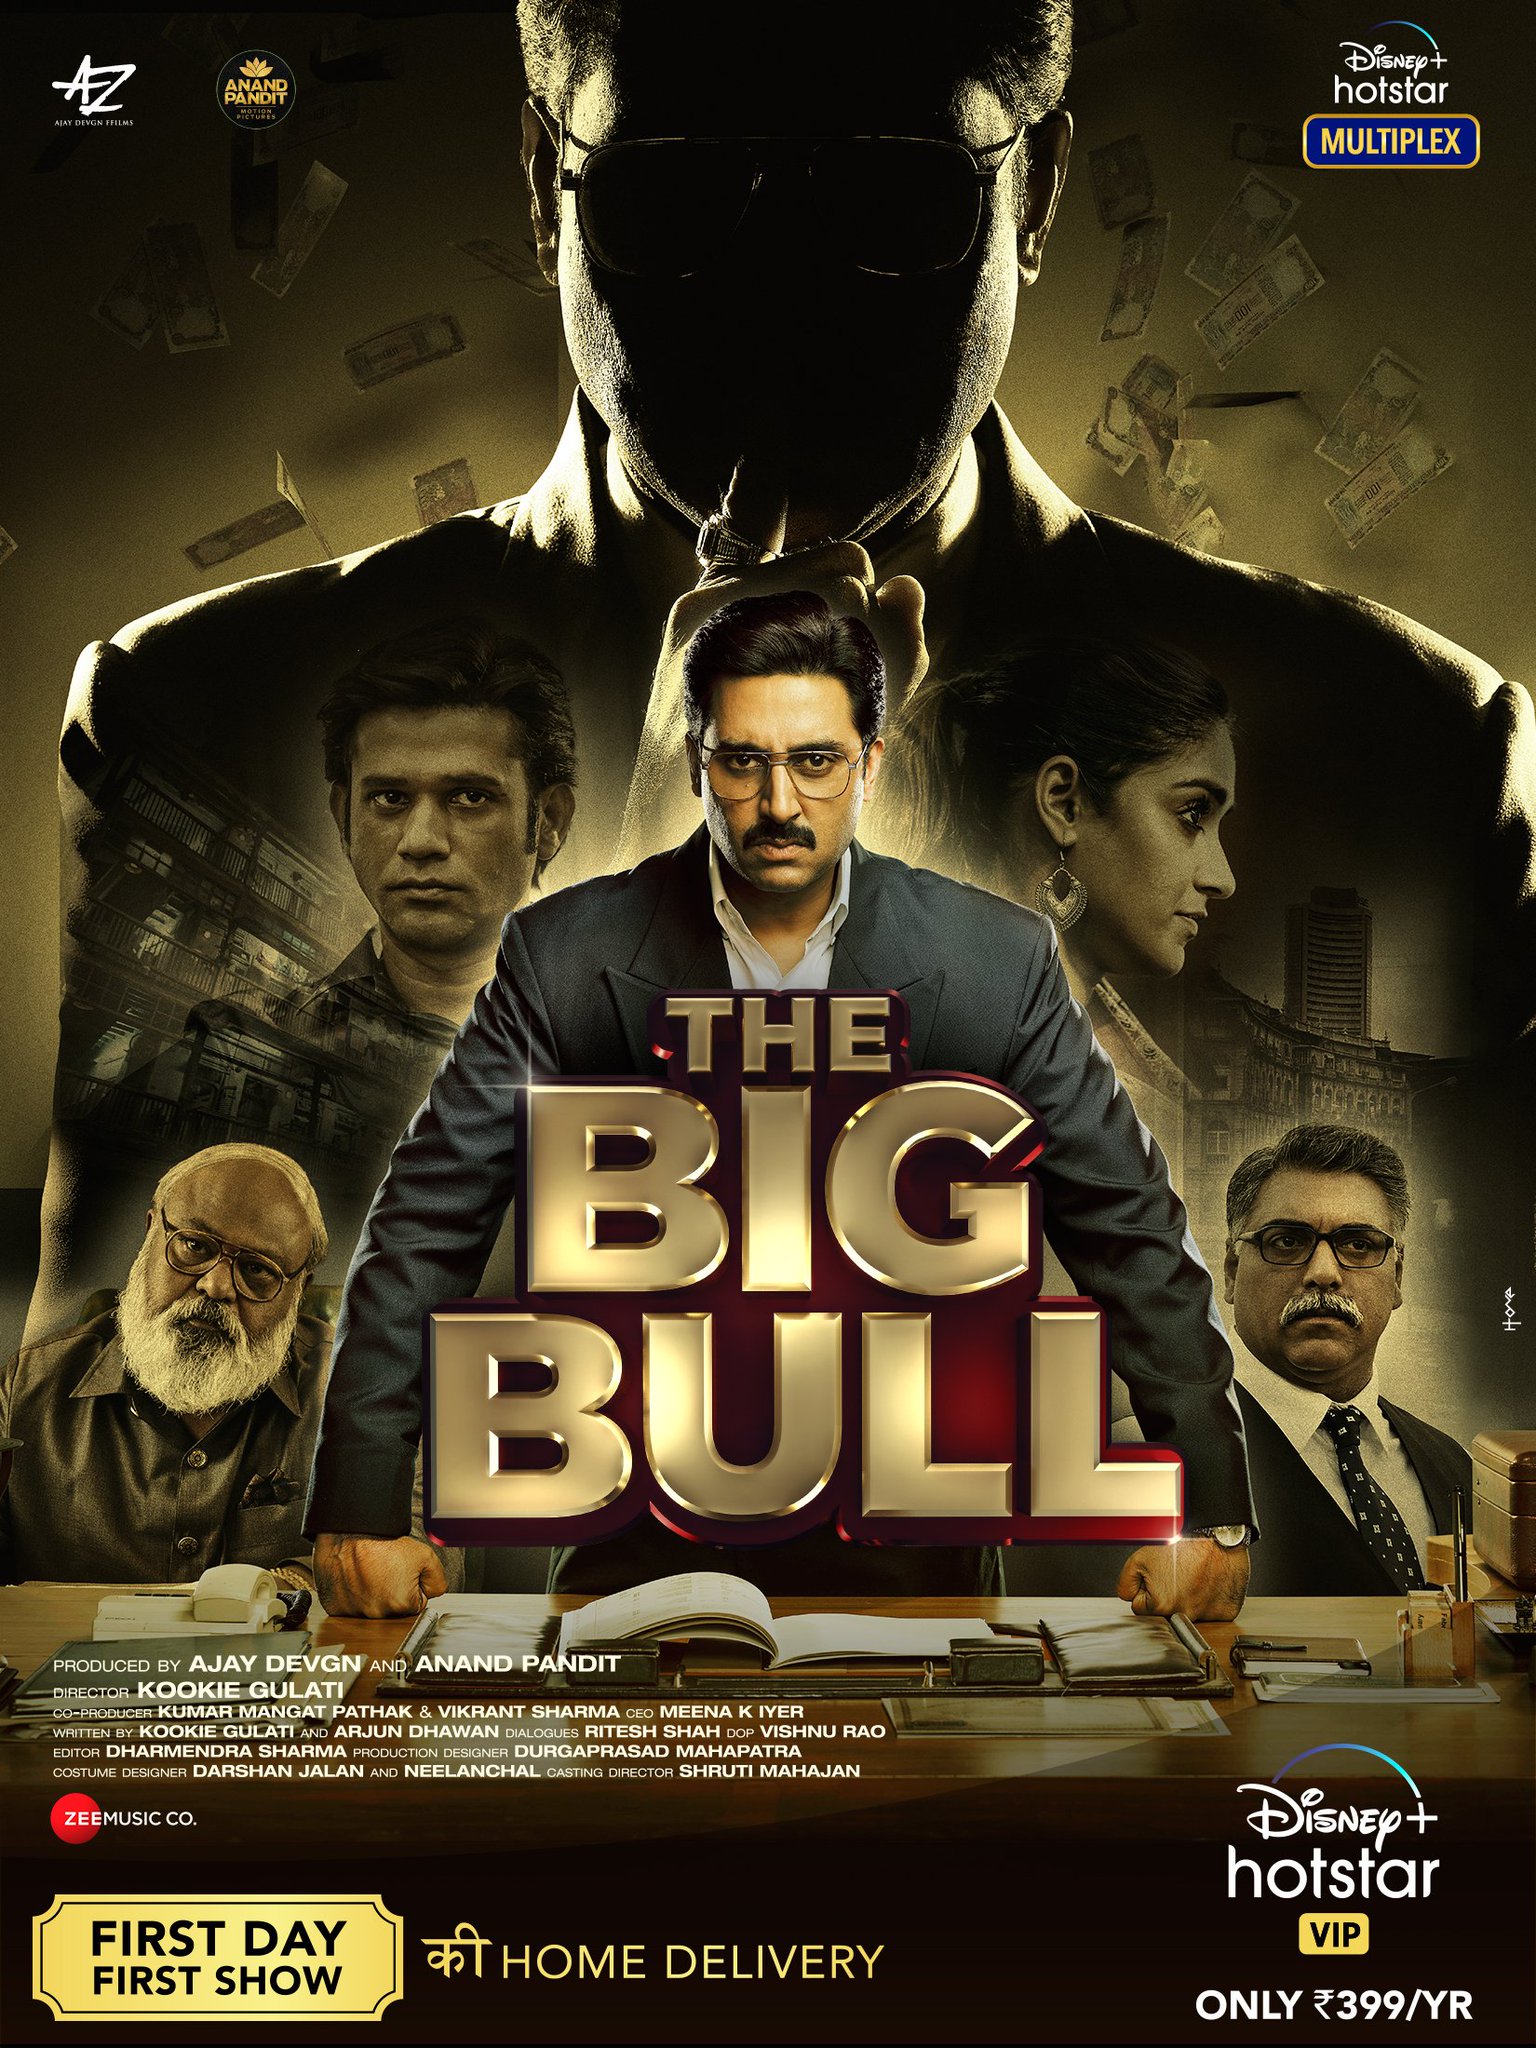 AJAY DEVGN FFILMS
ANAND
PANDIT
MOTION
PICTURES
Disney+
hotstar
MULTIPLEX
THE
BIG
BULL
Home
PRODUCED BY AJAY DEVGN AND ANAND PANDIT
DIRECTOR KOOKIE GULATI
CO-PRODUCER KUMAR MANGAT PATHAK & VIKRANT SHARMA CEO MEENA K IYER
WRITTEN BY KOOKIE GULATI AND ARJUN DHAWAN DIALOGUES RITESH SHAH DOP VISHNU RAO
EDITOR DHARMENDRA SHARMA PRODUCTION DESIGNER DURGAPRASAD MAHAPATRA
COSTUME DESIGNER DARSHAN JALAN AND NEELANCHAL CASTING DIRECTOR SHRUTI MAHAJAN
ZEEMUSIC CO.
FIRST DAY
FIRST SHOW
की HOME DELIVERY
Disney+
hotstar
VIP
ONLY ₹399/YR